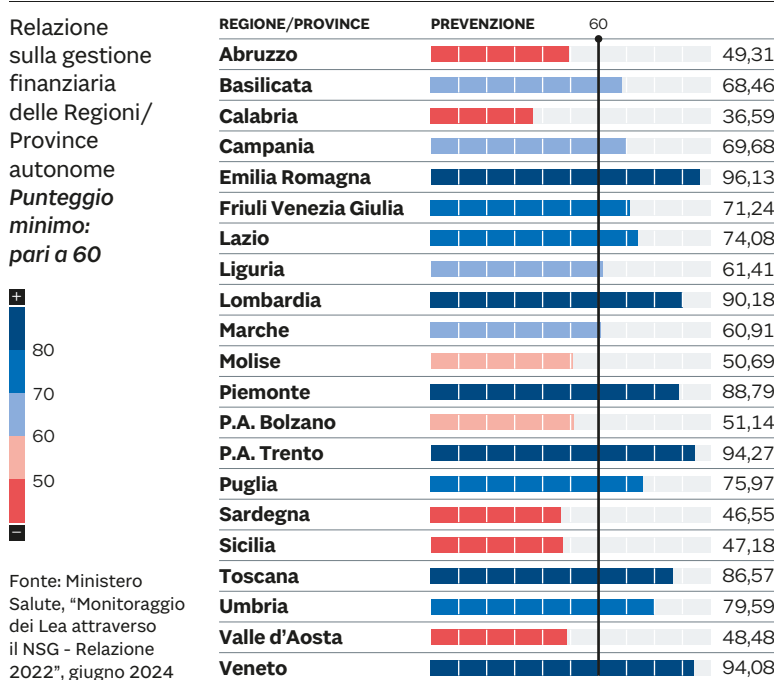 Relazione
sulla gestione
finanziaria
delle Regioni/
Province
autonome
Punteggio
minimo:
pari a 60
+
80
70
60
50
−
Fonte: Ministero
Salute, “Monitoraggio
dei Lea attraverso
il NSG - Relazione
2022”, giugno 2024
REGIONE/PROVINCE PREVENZIONE 60
Abruzzo 49,31
Basilicata 68,46
Calabria 36,59
Campania 69,68
Emilia Romagna 96,13
Friuli Venezia Giulia 71,24
Lazio 74,08
Liguria 61,41
Lombardia 90,18
Marche 60,91
Molise 50,69
Piemonte 88,79
P.A. Bolzano 51,14
P.A. Trento 94,27
Puglia 75,97
Sardegna 46,55
Sicilia 47,18
Toscana 86,57
Umbria 79,59
Valle d’Aosta 48,48
Veneto 94,08